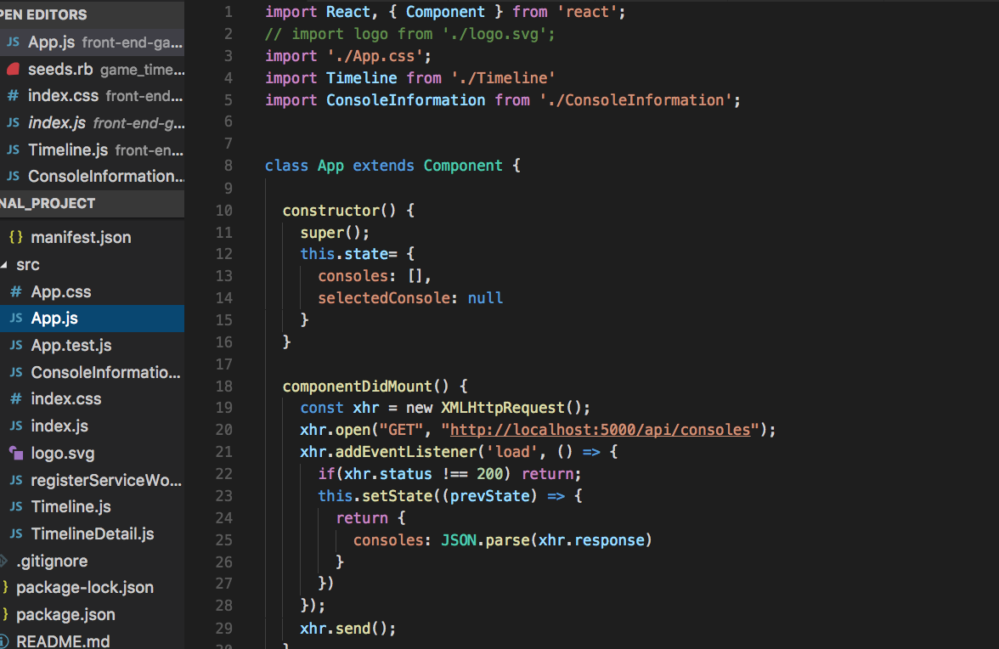 PEN EDITORS
JS App.js front-end-ga...
seeds.rb game_time...
# index.css front-end...
JS index.js front-end-g...
JS Timeline.js front-en...
JS ConsoleInformation...
NAL_PROJECT
{} manifest.json
src
# App.css
JS App.js
JS App.test.js
JS ConsoleInformatio...
# index.css
JS index.js
logo.svg
JS registerServiceWo...
JS Timeline.js
JS TimelineDetail.js
.gitignore
} package-lock.json
} package.json
README.md
1 import React, { Component } from 'react';
2 // import logo from './logo.svg';
3 import './App.css';
4 import Timeline from './Timeline'
5 import ConsoleInformation from './ConsoleInformation';
6
7
8 class App extends Component {
9
10 constructor() {
11 super();
12 this.state= {
13 consoles: [],
14 selectedConsole: null
15 }
16 }
17
18 componentDidMount() {
19 const xhr = new XMLHttpRequest();
20 xhr.open("GET", "http://localhost:5000/api/consoles");
21 xhr.addEventListener('load', () => {
22 if(xhr.status !== 200) return;
23 this.setState((prevState) => {
24 return {
25 consoles: JSON.parse(xhr.response)
26 }
27 })
28 });
29 xhr.send();
30 }